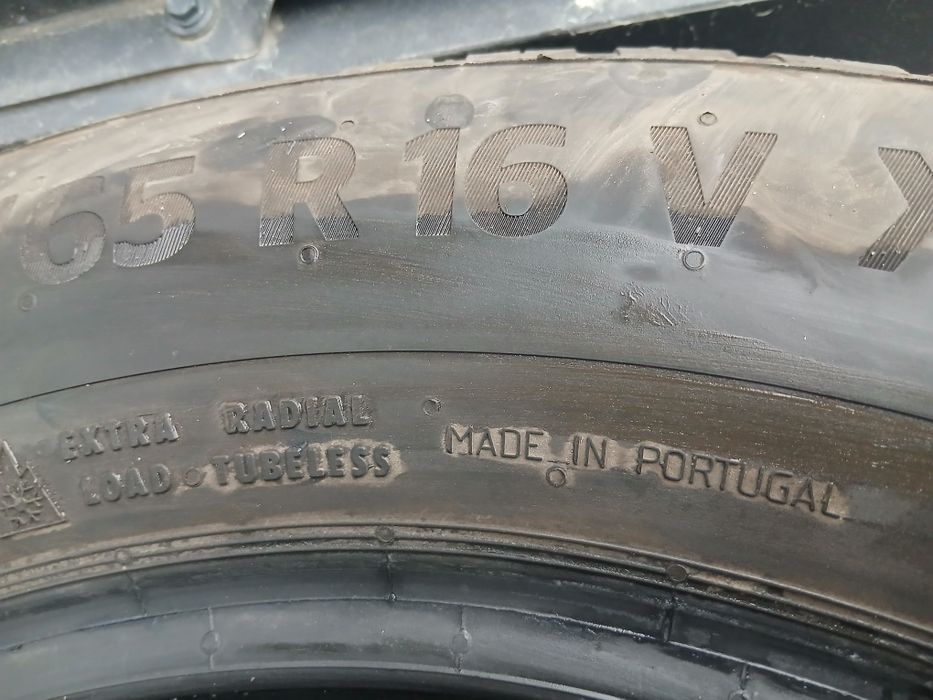 65 R 16 V X
EXTRA RADIAL
LOAD • TUBELESS
MADE IN PORTUGAL